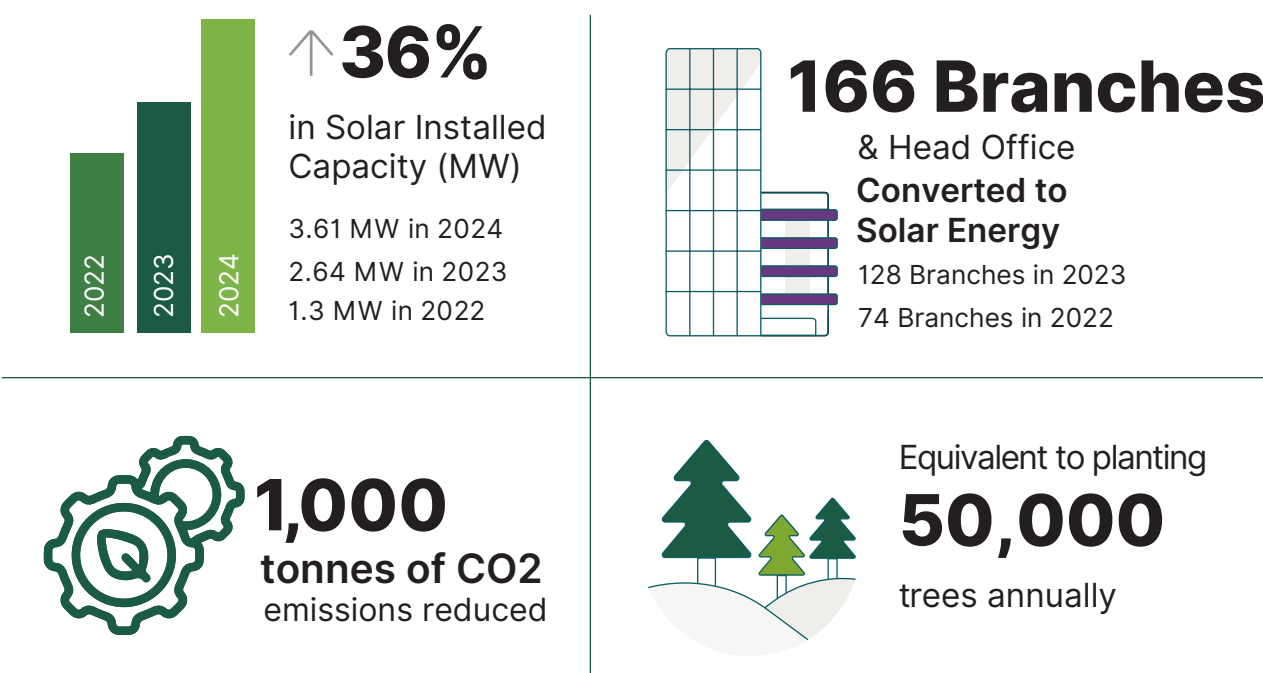 2022
2023
2024
36%
in Solar Installed
Capacity (MW)
3.61 MW in 2024
2.64 MW in 2023
1.3 MW in 2022
166 Branches
& Head Office
Converted to
Solar Energy
128 Branches in 2023
74 Branches in 2022
1,000
tonnes of CO2
emissions reduced
Equivalent to planting
50,000
trees annually